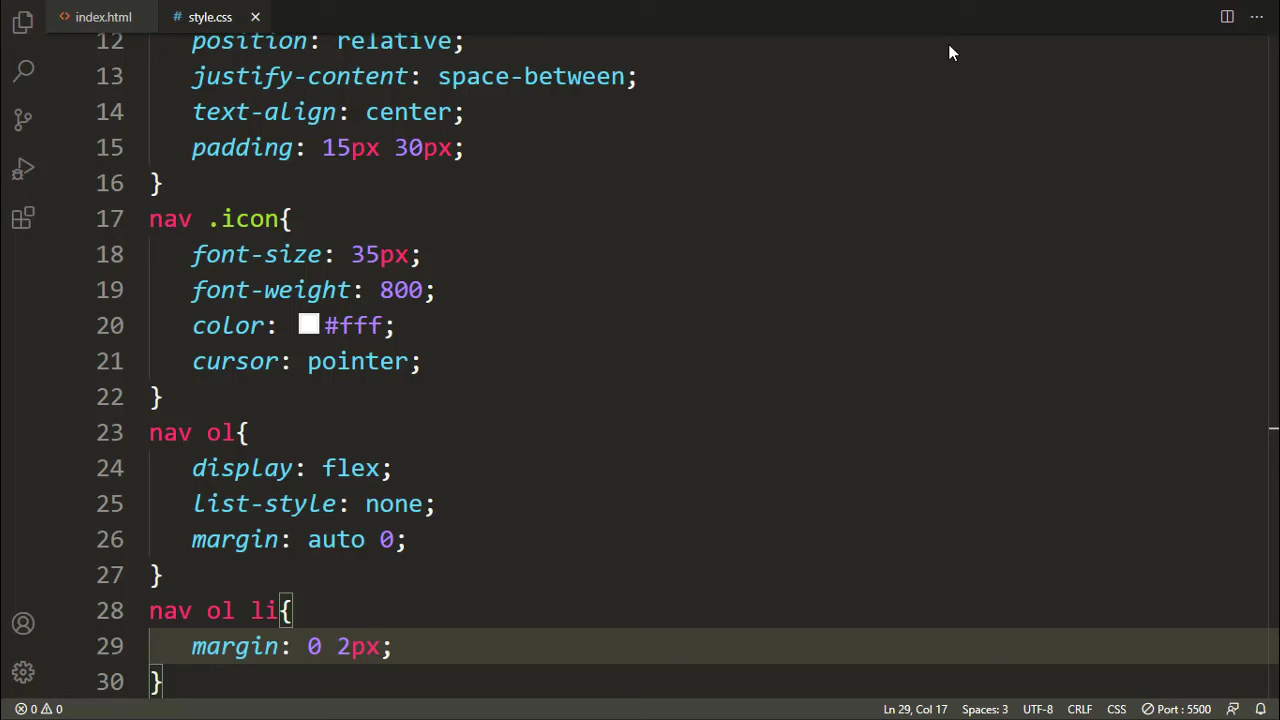 index.html
style.css
12 position: relative;
13 justify-content: space-between;
14 text-align: center;
15 padding: 15px 30px;
16 }
17 nav .icon{
18 font-size: 35px;
19 font-weight: 800;
20 color: #fff;
21 cursor: pointer;
22 }
23 nav ol{
24 display: flex;
25 list-style: none;
26 margin: auto 0;
27 }
28 nav ol li{
29 margin: 0 2px;
30 }
0 0 Ln 29, Col 17 Spaces: 3 UTF-8 CRLF CSS Port : 5500